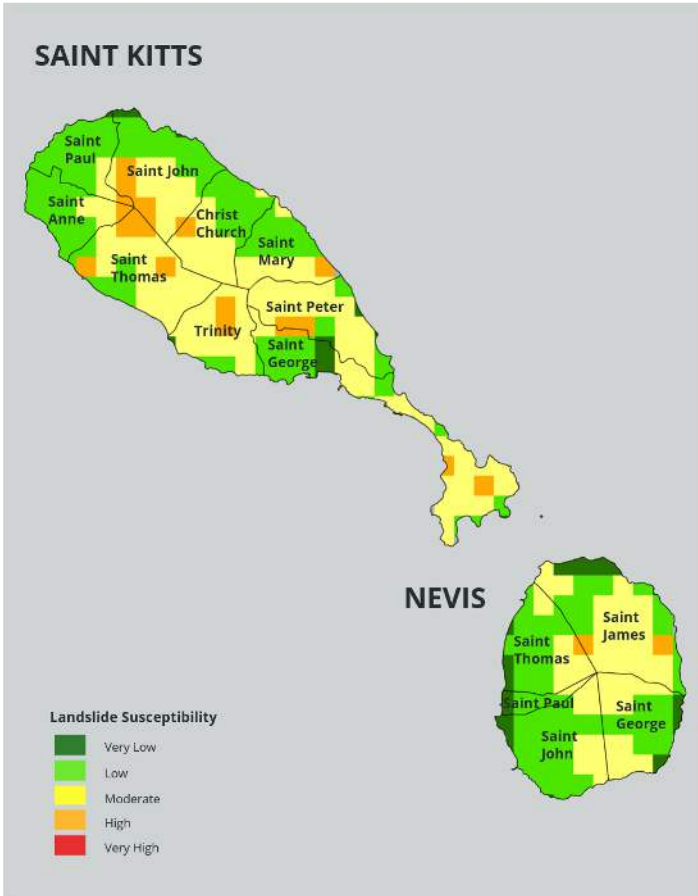 SAINT KITTS
Saint
Paul
Saint John
Saint
Anne
Christ
Church
Saint
Mary
Saint
Thomas
Saint Peter
Trinity
Saint
George
NEVIS
Saint
James
Saint
Thomas
Saint Paul
Saint
George
Saint
John
Landslide Susceptibility
Very Low
Low
Moderate
High
Very High